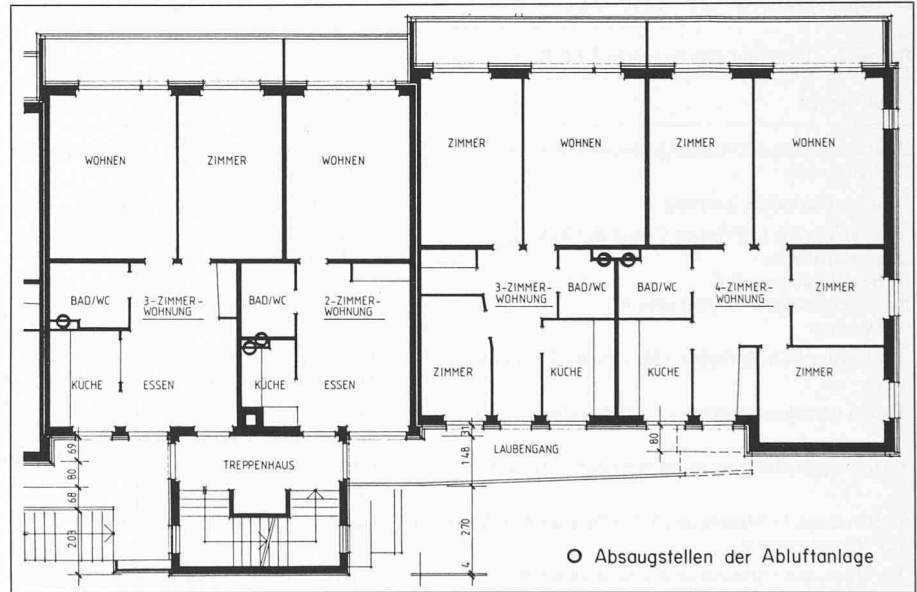 WOHNEN
ZIMMER
WOHNEN
ZIMMER
WOHNEN
ZIMMER
WOHNEN
BAD/WC
3-ZIMMER-
WOHNUNG
BAD/WC
2-ZIMMER-
WOHNUNG
3-ZIMMER-
WOHNUNG
BAD/WC
BAD/WC
4-ZIMMER-
WOHNUNG
ZIMMER
KÜCHE
ESSEN
KÜCHE
ESSEN
ZIMMER
KÜCHE
KÜCHE
ZIMMER
TREPPENHAUS
LAUBENGANG
69
80
68
203
31
148
270
4
80
O Absaugstellen der Abluftanlage